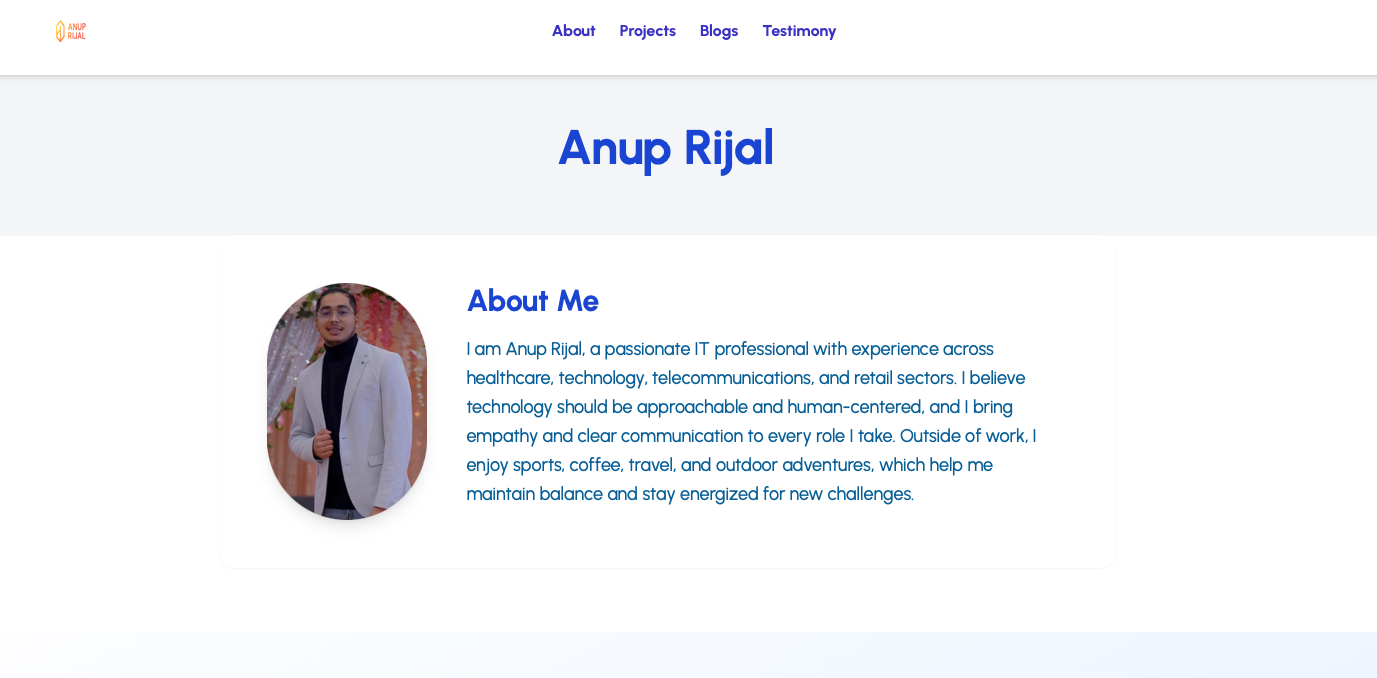 ANUP
RIJAL
About Projects Blogs Testimony
Anup Rijal
About Me
I am Anup Rijal, a passionate IT professional with experience across
healthcare, technology, telecommunications, and retail sectors. I believe
technology should be approachable and human-centered, and I bring
empathy and clear communication to every role I take. Outside of work, I
enjoy sports, coffee, travel, and outdoor adventures, which help me
maintain balance and stay energized for new challenges.